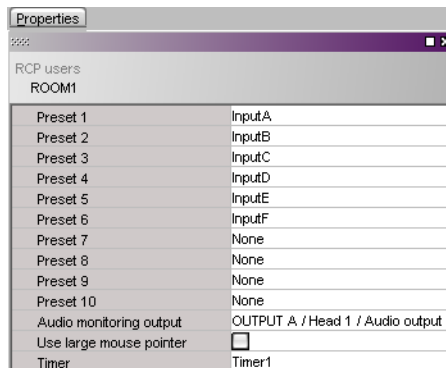 Properties
RCP users
ROOM1
Preset 1 InputA
Preset 2 InputB
Preset 3 InputC
Preset 4 InputD
Preset 5 InputE
Preset 6 InputF
Preset 7 None
Preset 8 None
Preset 9 None
Preset 10 None
Audio monitoring output OUTPUT A / Head 1 / Audio output
Use large mouse pointer
Timer Timer1